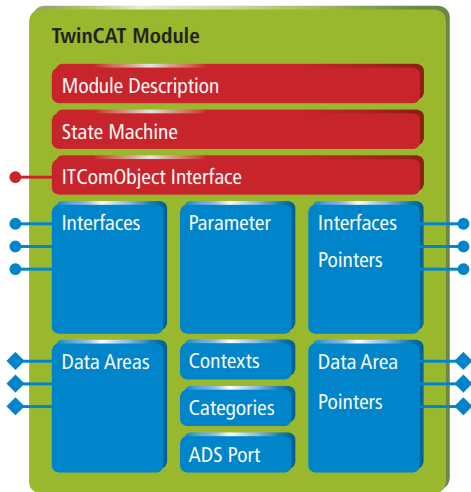 TwinCAT Module
Module Description
State Machine
ITComObject Interface
Interfaces
Parameter
Interfaces
Pointers
Data Areas
Contexts
Categories
ADS Port
Data Area
Pointers